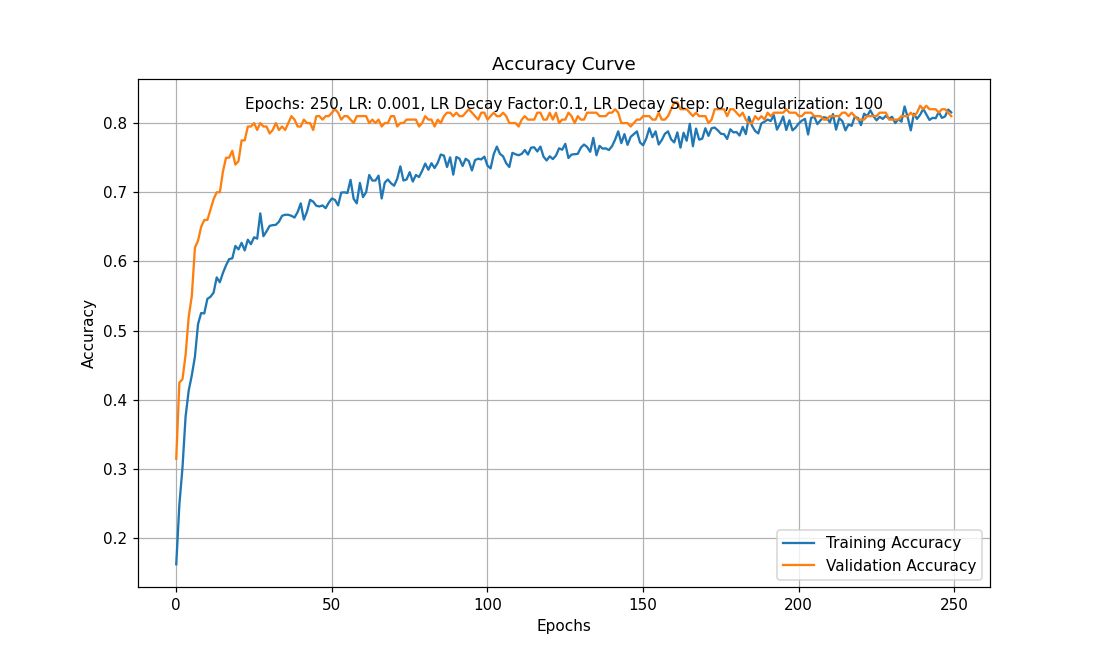 Accuracy Curve
Epochs: 250, LR: 0.001, LR Decay Factor:0.1, LR Decay Step: 0, Regularization: 100
Accuracy
0.8
0.7
0.6
0.5
0.4
0.3
0.2
Training Accuracy
Validation Accuracy
0 50 100 150 200 250
Epochs